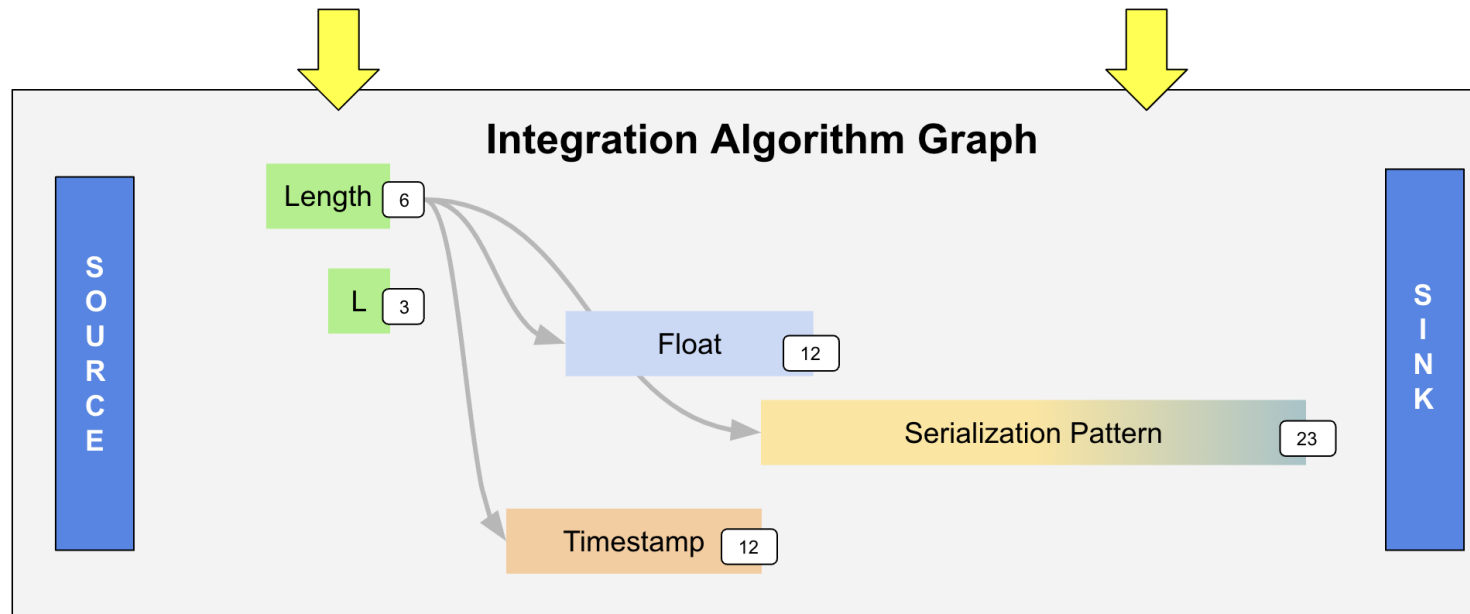 Integration Algorithm Graph
SOURCE
Length 6
L 3
Float 12
Serialization Pattern 23
Timestamp 12
SINK